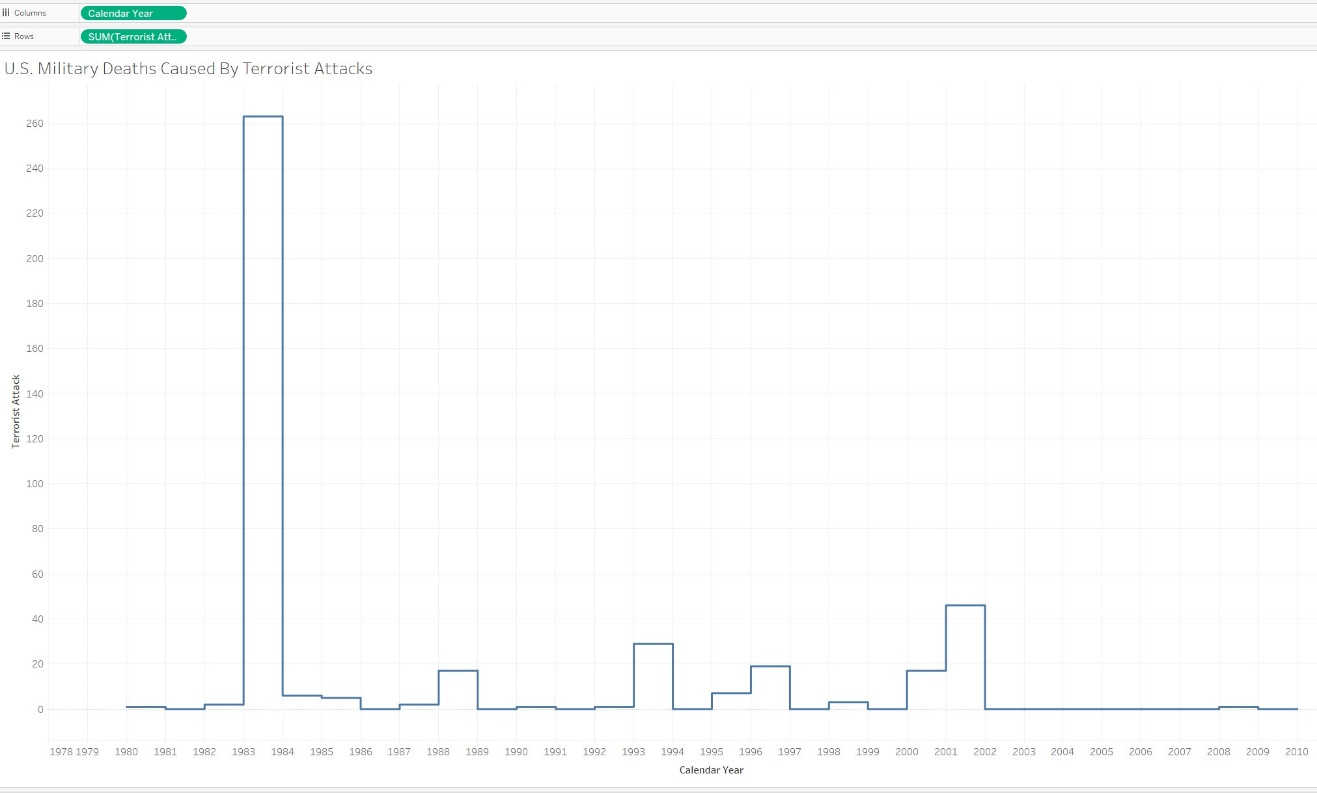 Columns
Calendar Year
Rows
SUM(Terrorist Att..
U.S. Military Deaths Caused By Terrorist Attacks
260
240
220
200
180
160
140
120
100
80
60
40
20
0
Terrorist Attack
1978 1979 1980 1981 1982 1983 1984 1985 1986 1987 1988 1989 1990 1991 1992 1993 1994 1995 1996 1997 1998 1999 2000 2001 2002 2003 2004 2005 2006 2007 2008 2009 2010
Calendar Year